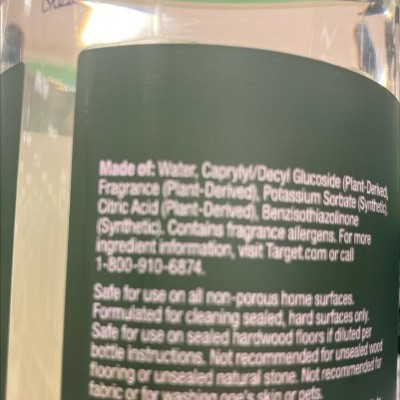 Made of: Water, Caprylyl/Decyl Glucoside (Plant-Derived),
Fragrance (Plant-Derived), Potassium Sorbate (Synthetic),
Citric Acid (Plant-Derived), Benzisothiazolinone
(Synthetic). Contains fragrance allergens. For more
ingredient information, visit Target.com or call
1-800-910-6874.
Safe for use on all non-porous home surfaces.
Formulated for cleaning sealed, hard surfaces only.
Safe for use on sealed hardwood floors if diluted per
bottle instructions. Not recommended for unsealed wood
flooring or unsealed natural stone. Not recommended for
fabric or for washing one's skin or pets.